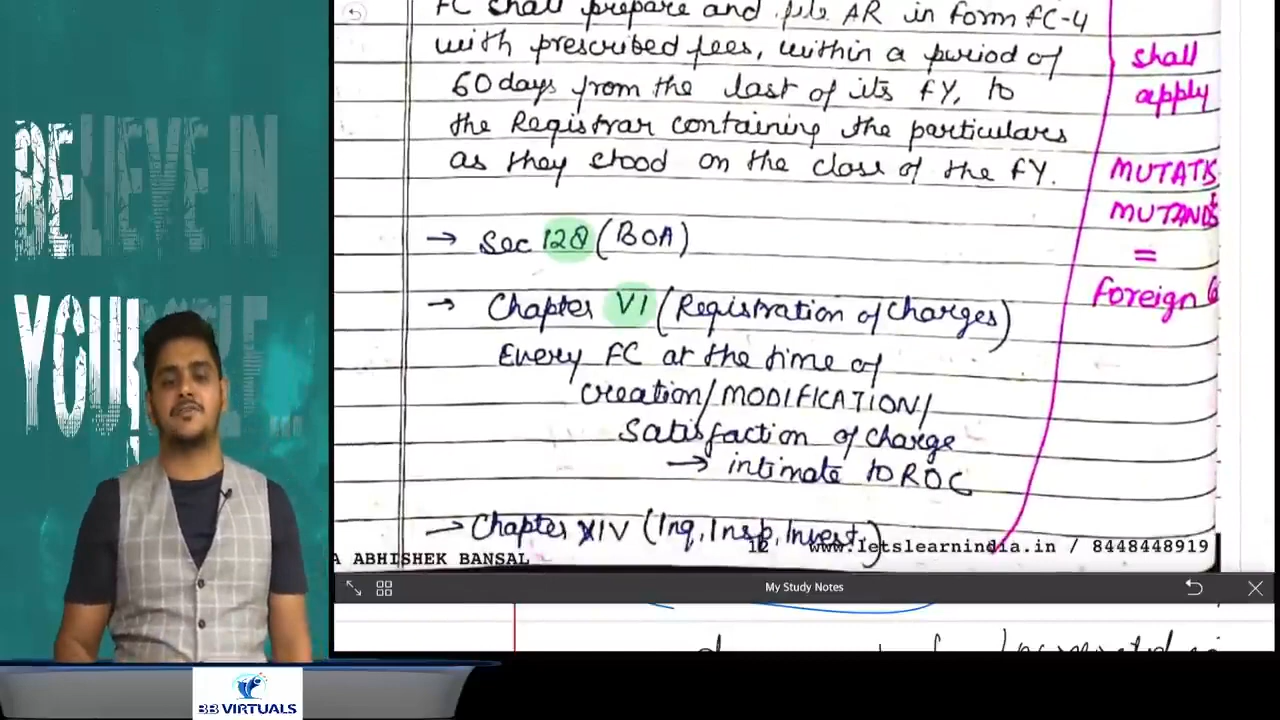 BELIEVE IN
YOURSELF...
FC shall prepare and file AR in form FC-4
with prescribed fees, within a period of
60 days from the last of its FY, to
the Registrar containing the particulars
as they stood on the close of the FY.
shall
apply
MUTATIS
MUTANDIS
=
Foreign Co
→ Sec 128 (BOA)
→ Chapter VI (Registration of Charges)
Every FC at the time of
creation/MODIFICATION/
Satisfaction of charge
→ intimate to ROC
→ Chapter XIV (Inq, Insp, Invest)
A ABHISHEK BANSAL
12 www.letslearnindia.in / 8448448919
My Study Notes
BB VIRTUALS